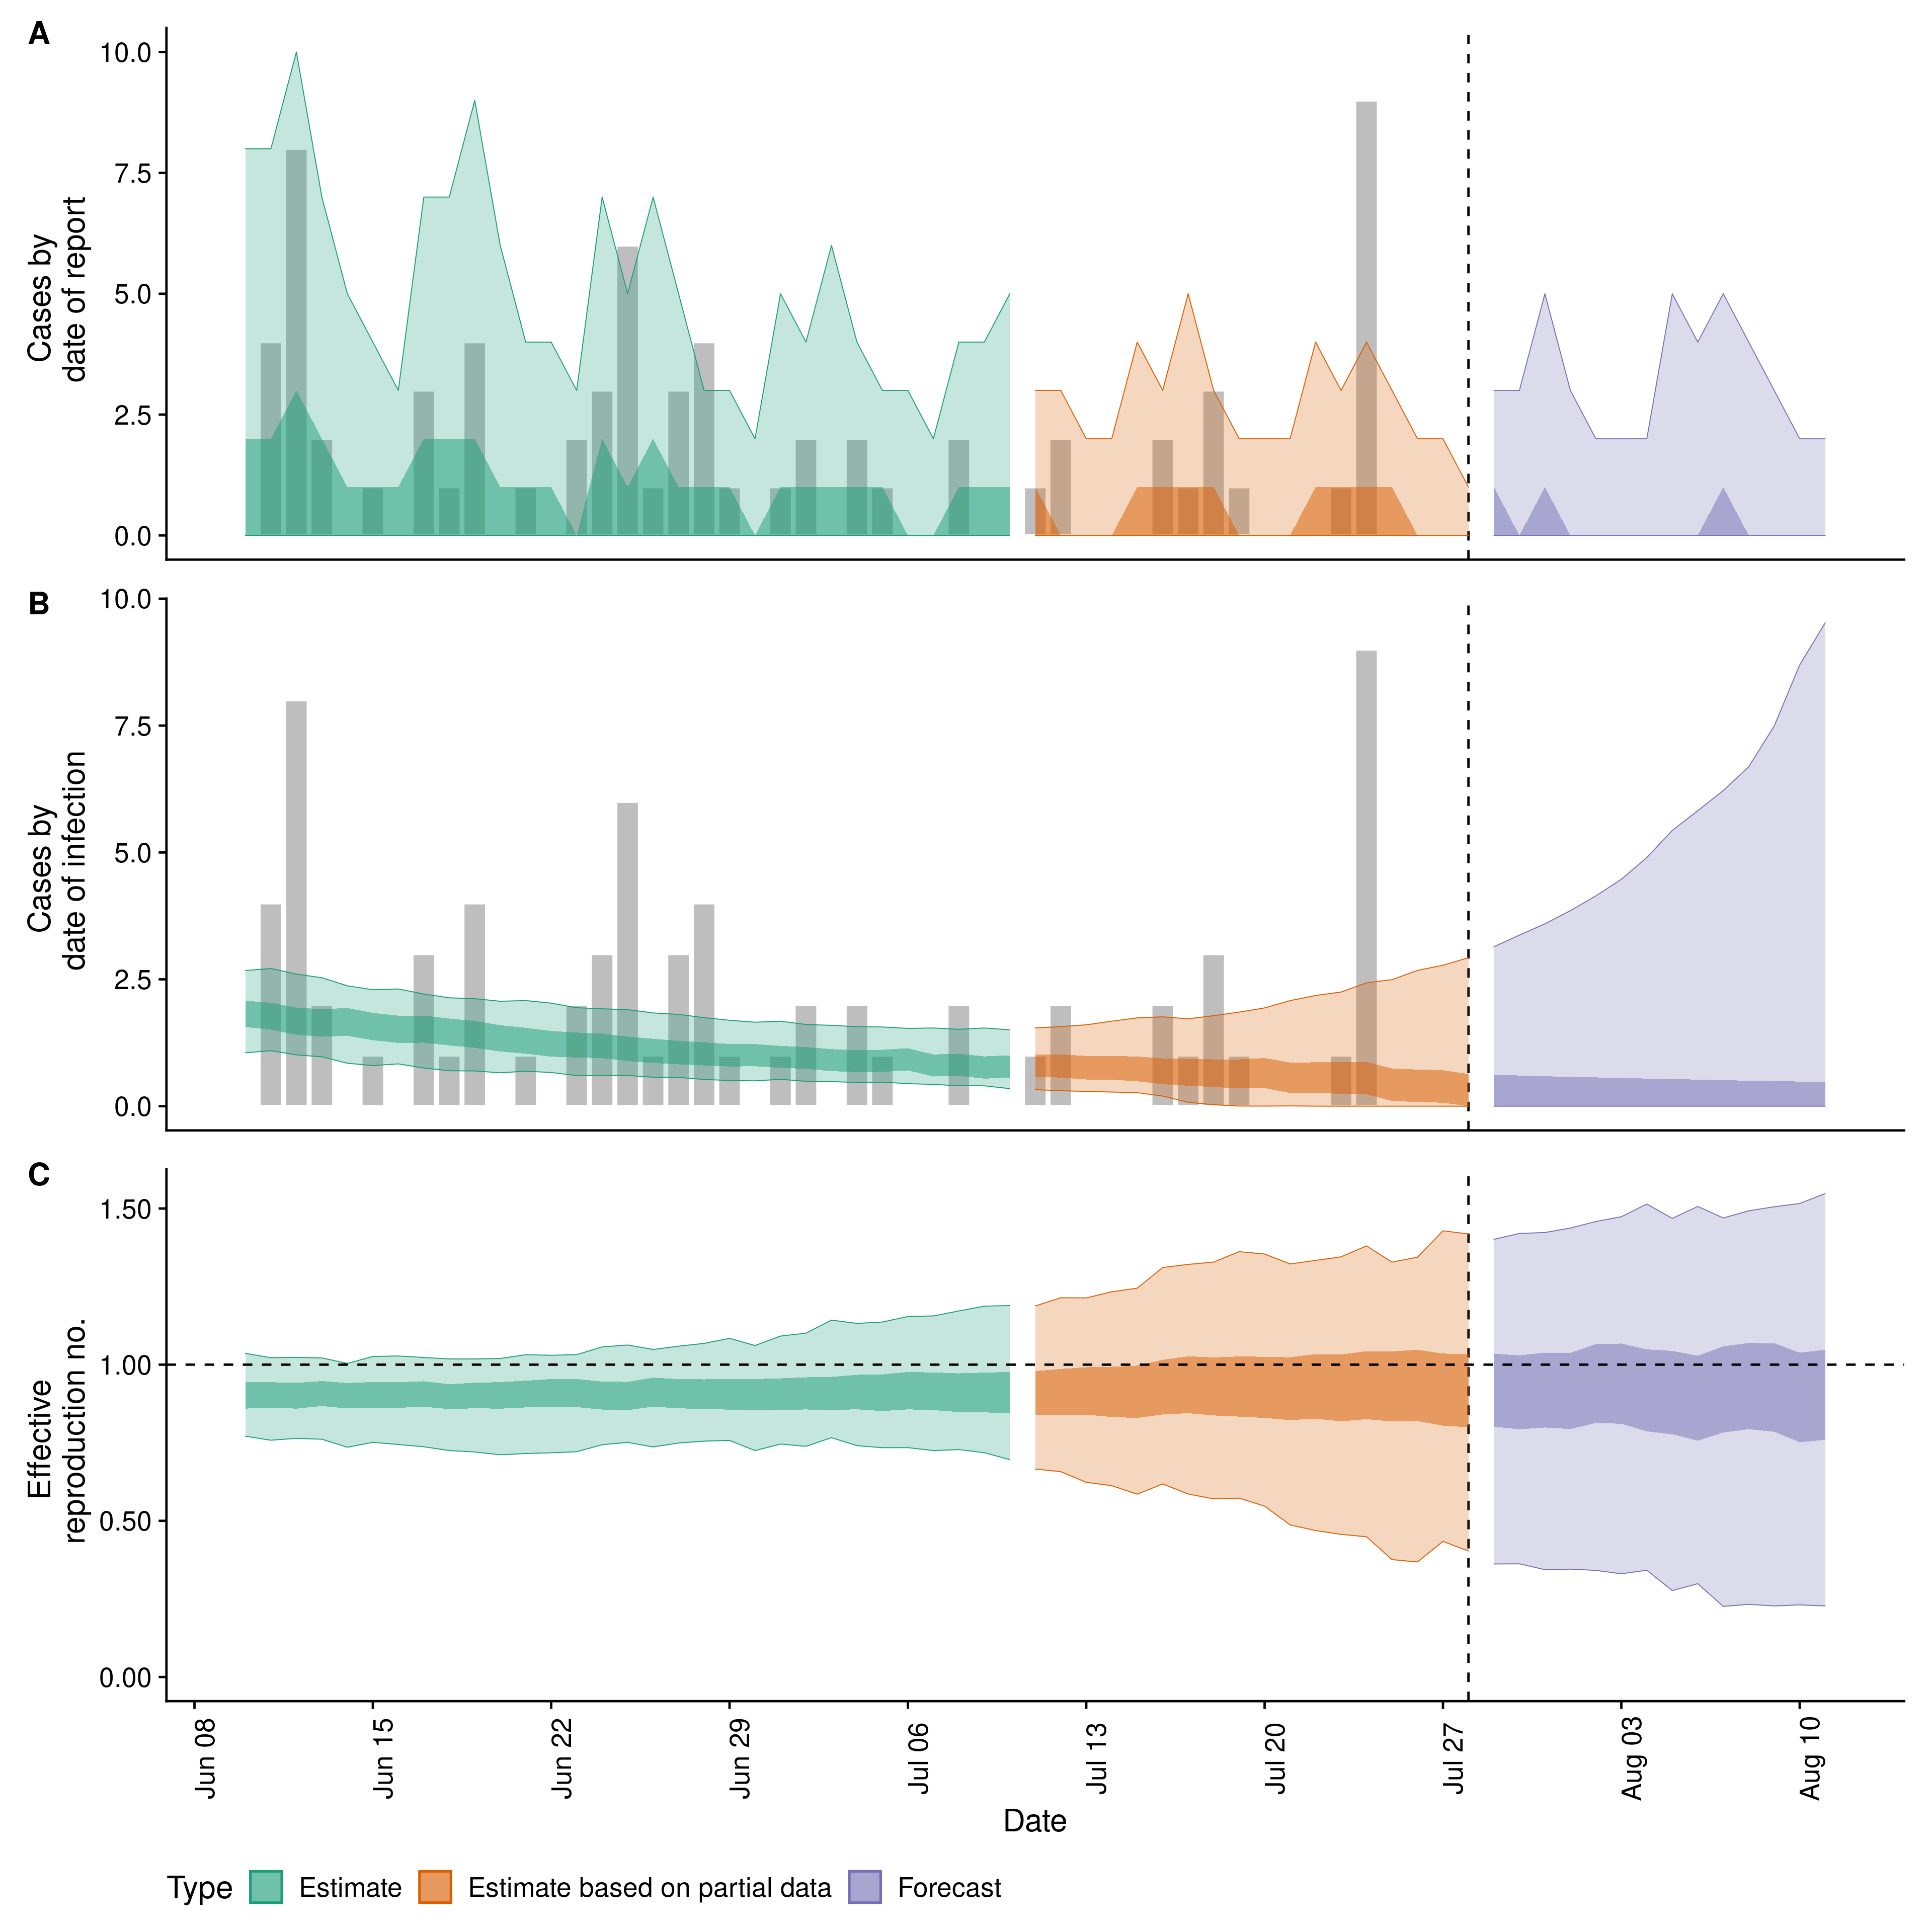 A
10.0
7.5
5.0
2.5
0.0
Cases by
date of report
B
10.0
7.5
5.0
2.5
0.0
Cases by
date of infection
C
1.50
1.00
0.50
0.00
Effective
reproduction no.
Jun 08
Jun 15
Jun 22
Jun 29
Jul 06
Jul 13
Jul 20
Jul 27
Aug 03
Aug 10
Date
Type Estimate Estimate based on partial data Forecast